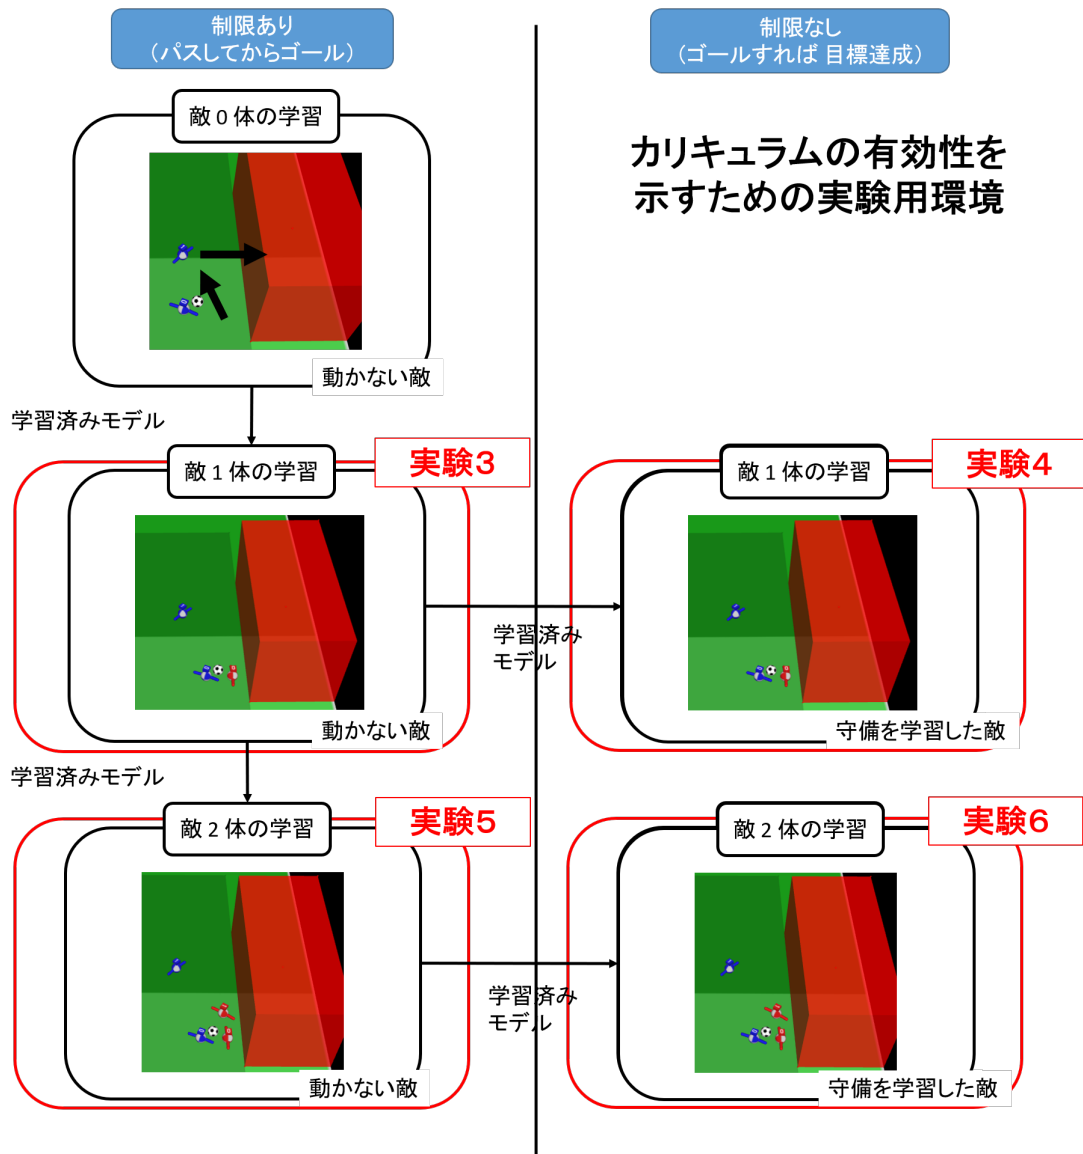 制限あり
（パスしてからゴール）
制限なし
（ゴールすれば 目標達成）
カリキュラムの有効性を
示すための実験用環境
敵０体の学習
動かない敵
学習済みモデル
敵１体の学習
実験3
動かない敵
学習済み
モデル
敵１体の学習
実験4
守備を学習した敵
学習済みモデル
敵２体の学習
実験5
動かない敵
学習済み
モデル
敵２体の学習
実験6
守備を学習した敵